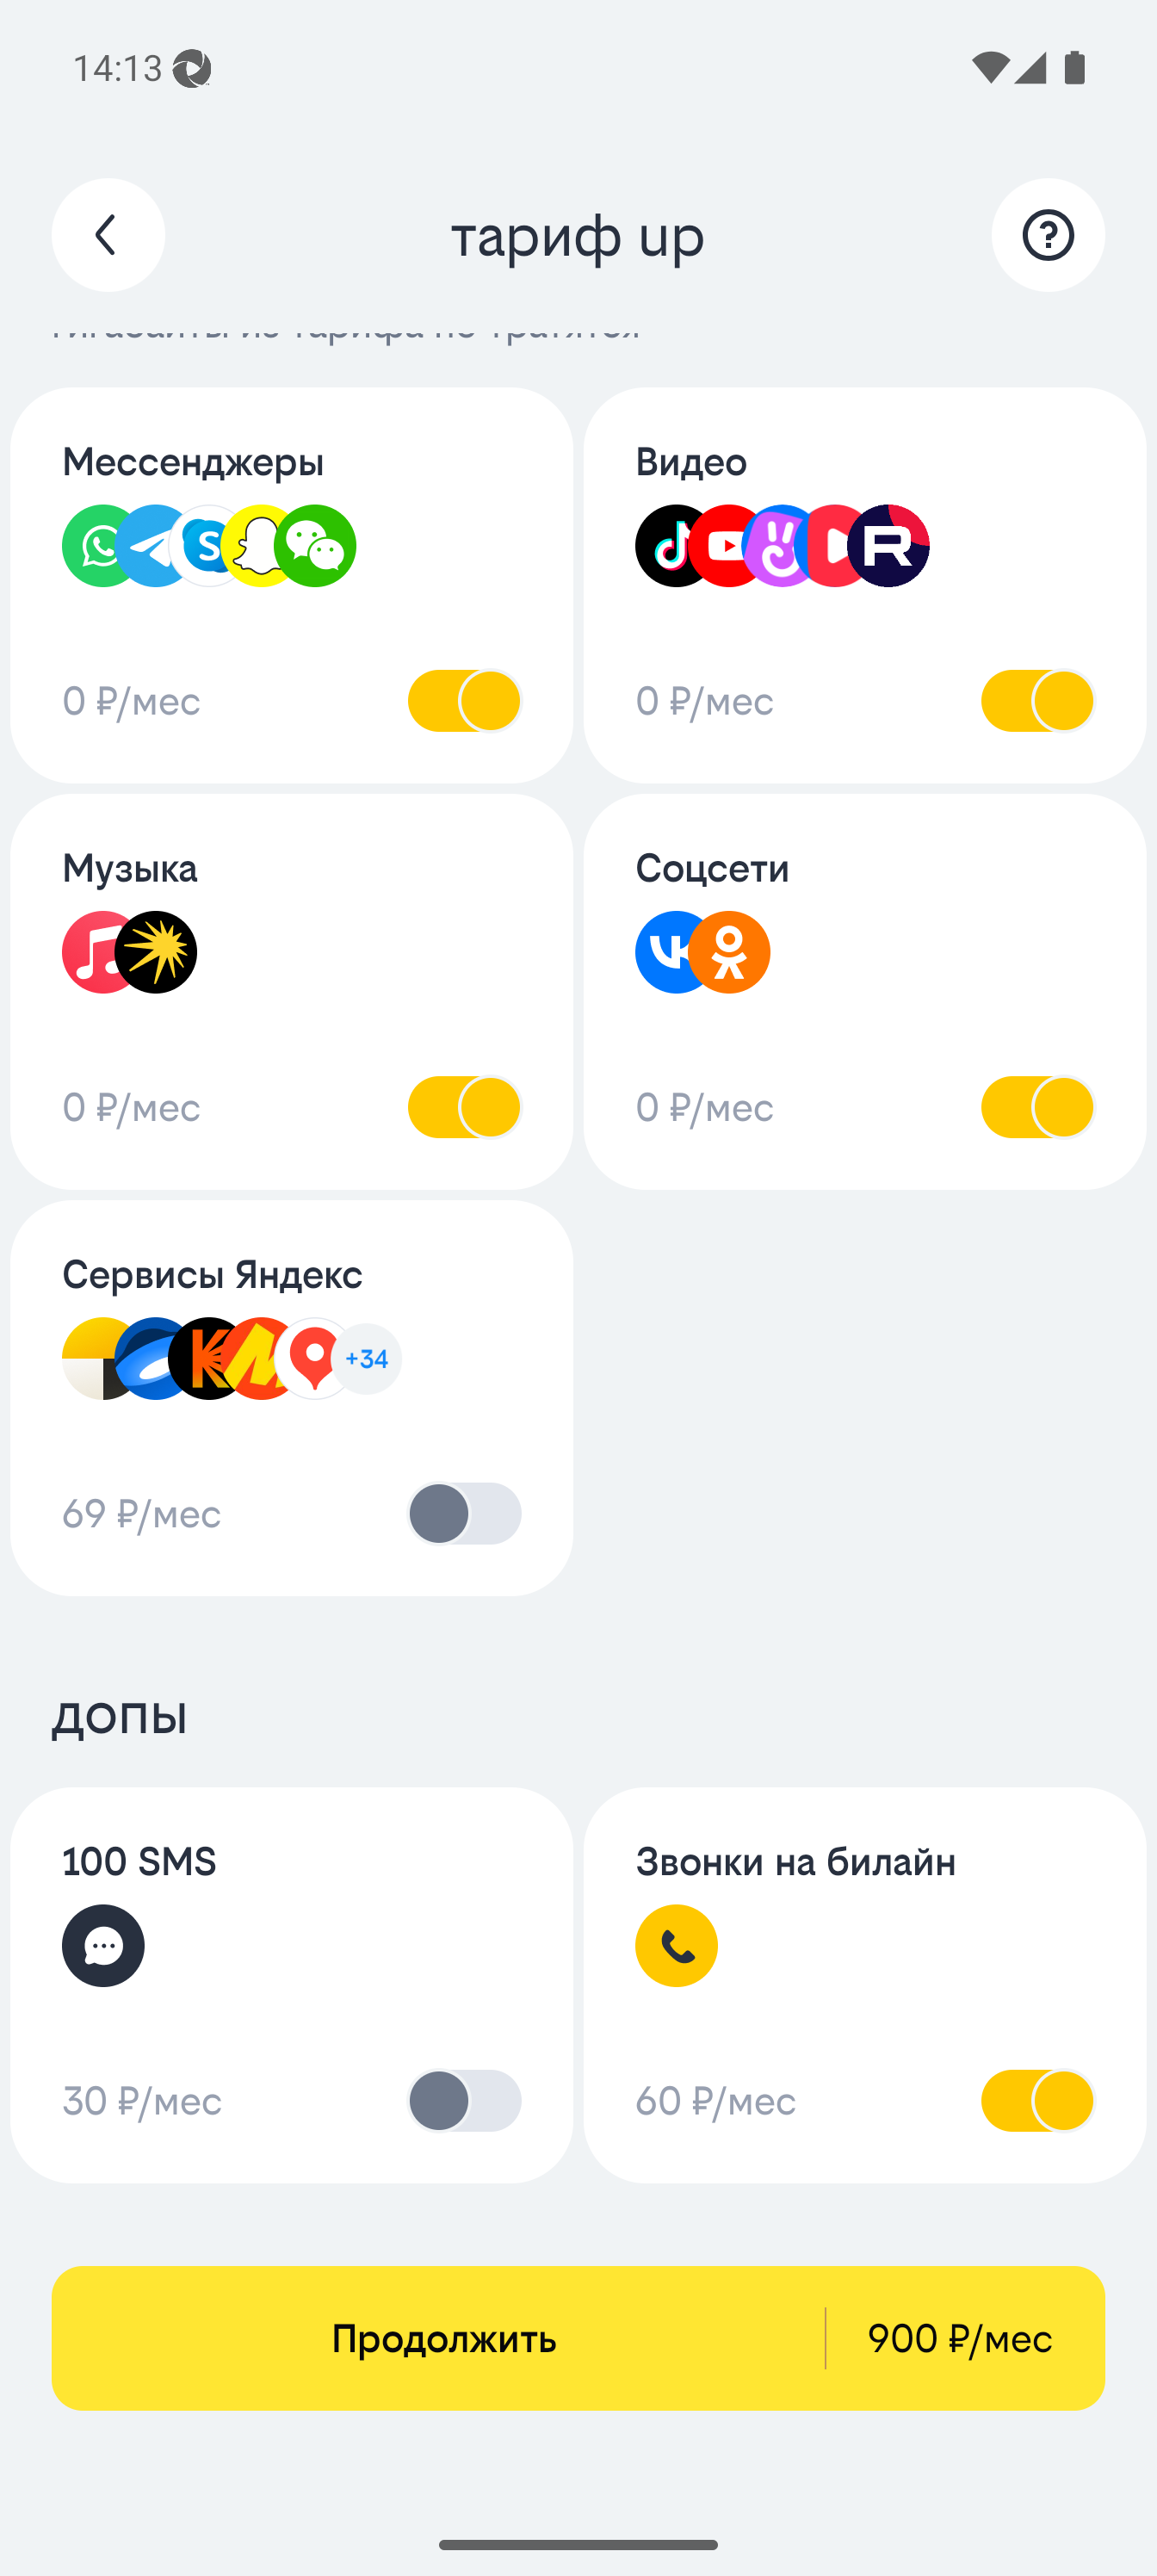 14:13
тариф up
Мессенджеры
Видео
0 ₽/мес
0 ₽/мес
Музыка
Соцсети
0 ₽/мес
0 ₽/мес
Сервисы Яндекс
+34
69 ₽/мес
допы
100 SMS
Звонки на билайн
30 ₽/мес
60 ₽/мес
Продолжить
900 ₽/мес